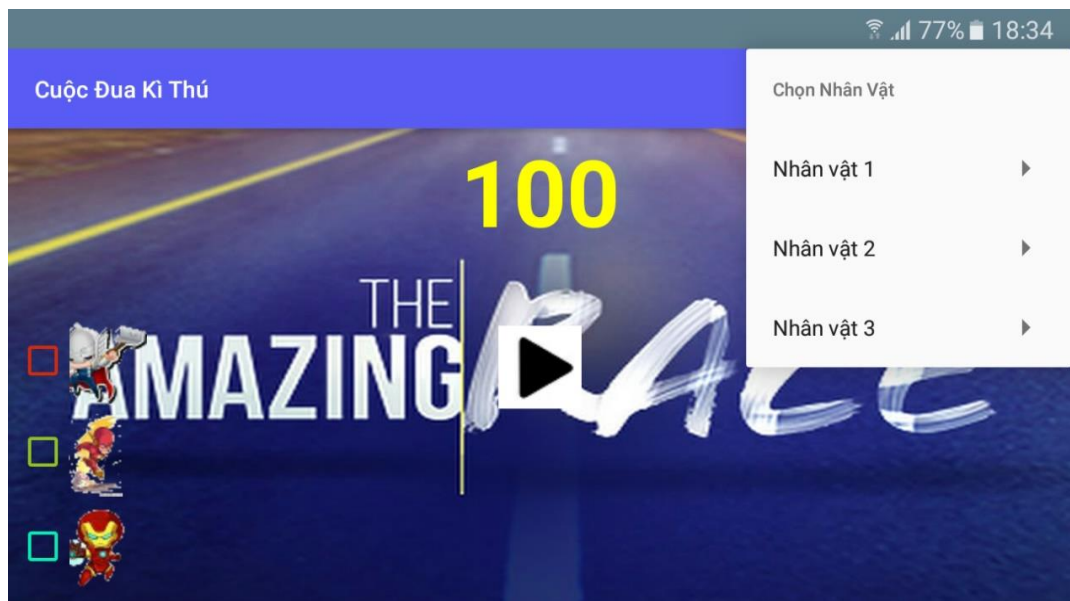 77% 18:34
Cuộc Đua Kì Thú
Chọn Nhân Vật
Nhân vật 1
Nhân vật 2
Nhân vật 3
100
THE
AMAZING RACE